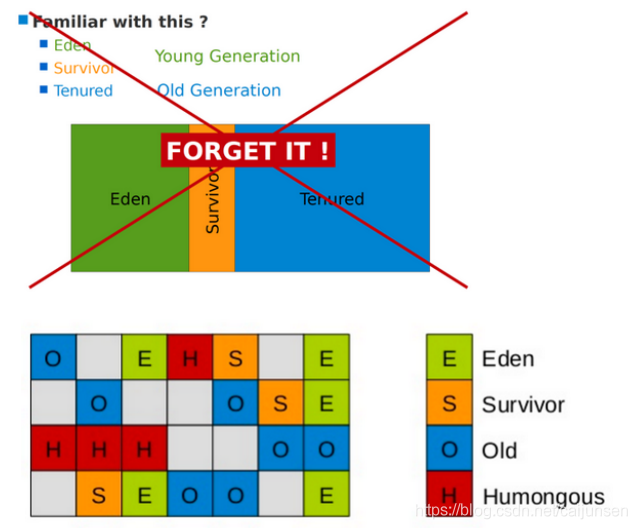 Familiar with this ?
Eden
Survivor
Tenured
Young Generation
Old Generation
FORGET IT !
Eden
Survivor
Tenured
O E H S E
O O S E
H H H O O
S E O O E
E Eden
S Survivor
O Old
H Humongous
https://blog.csdn.net/caijunsen